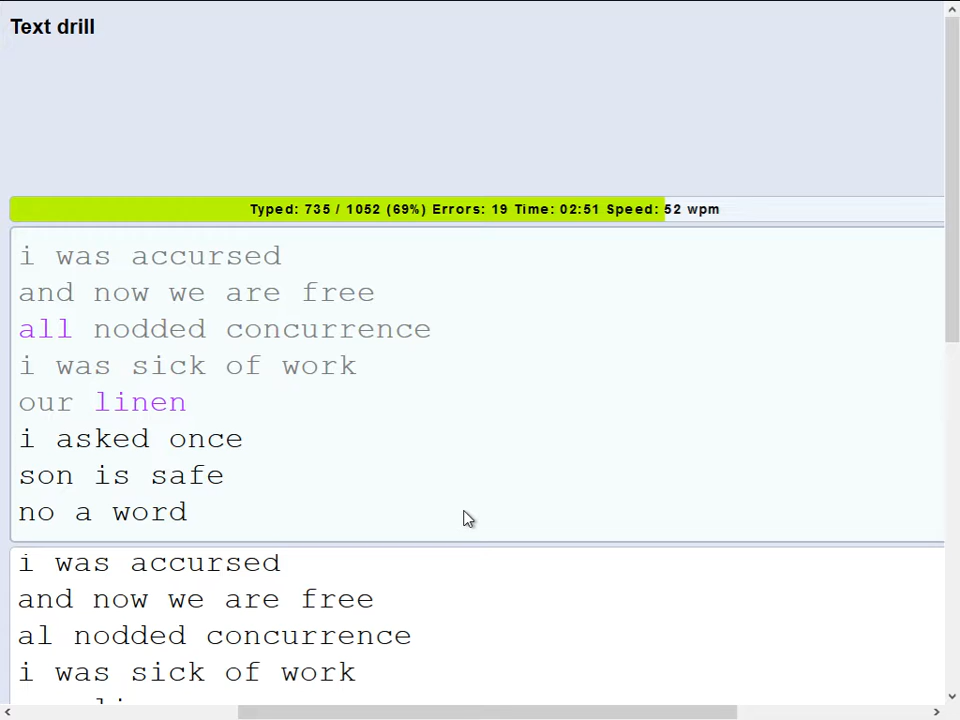 Text drill
Typed: 735 / 1052 (69%) Errors: 19 Time: 02:51 Speed: 52 wpm
i was accursed
and now we are free
all nodded concurrence
i was sick of work
our linen
i asked once
son is safe
no a word
i was accursed
and now we are free
al nodded concurrence
i was sick of work